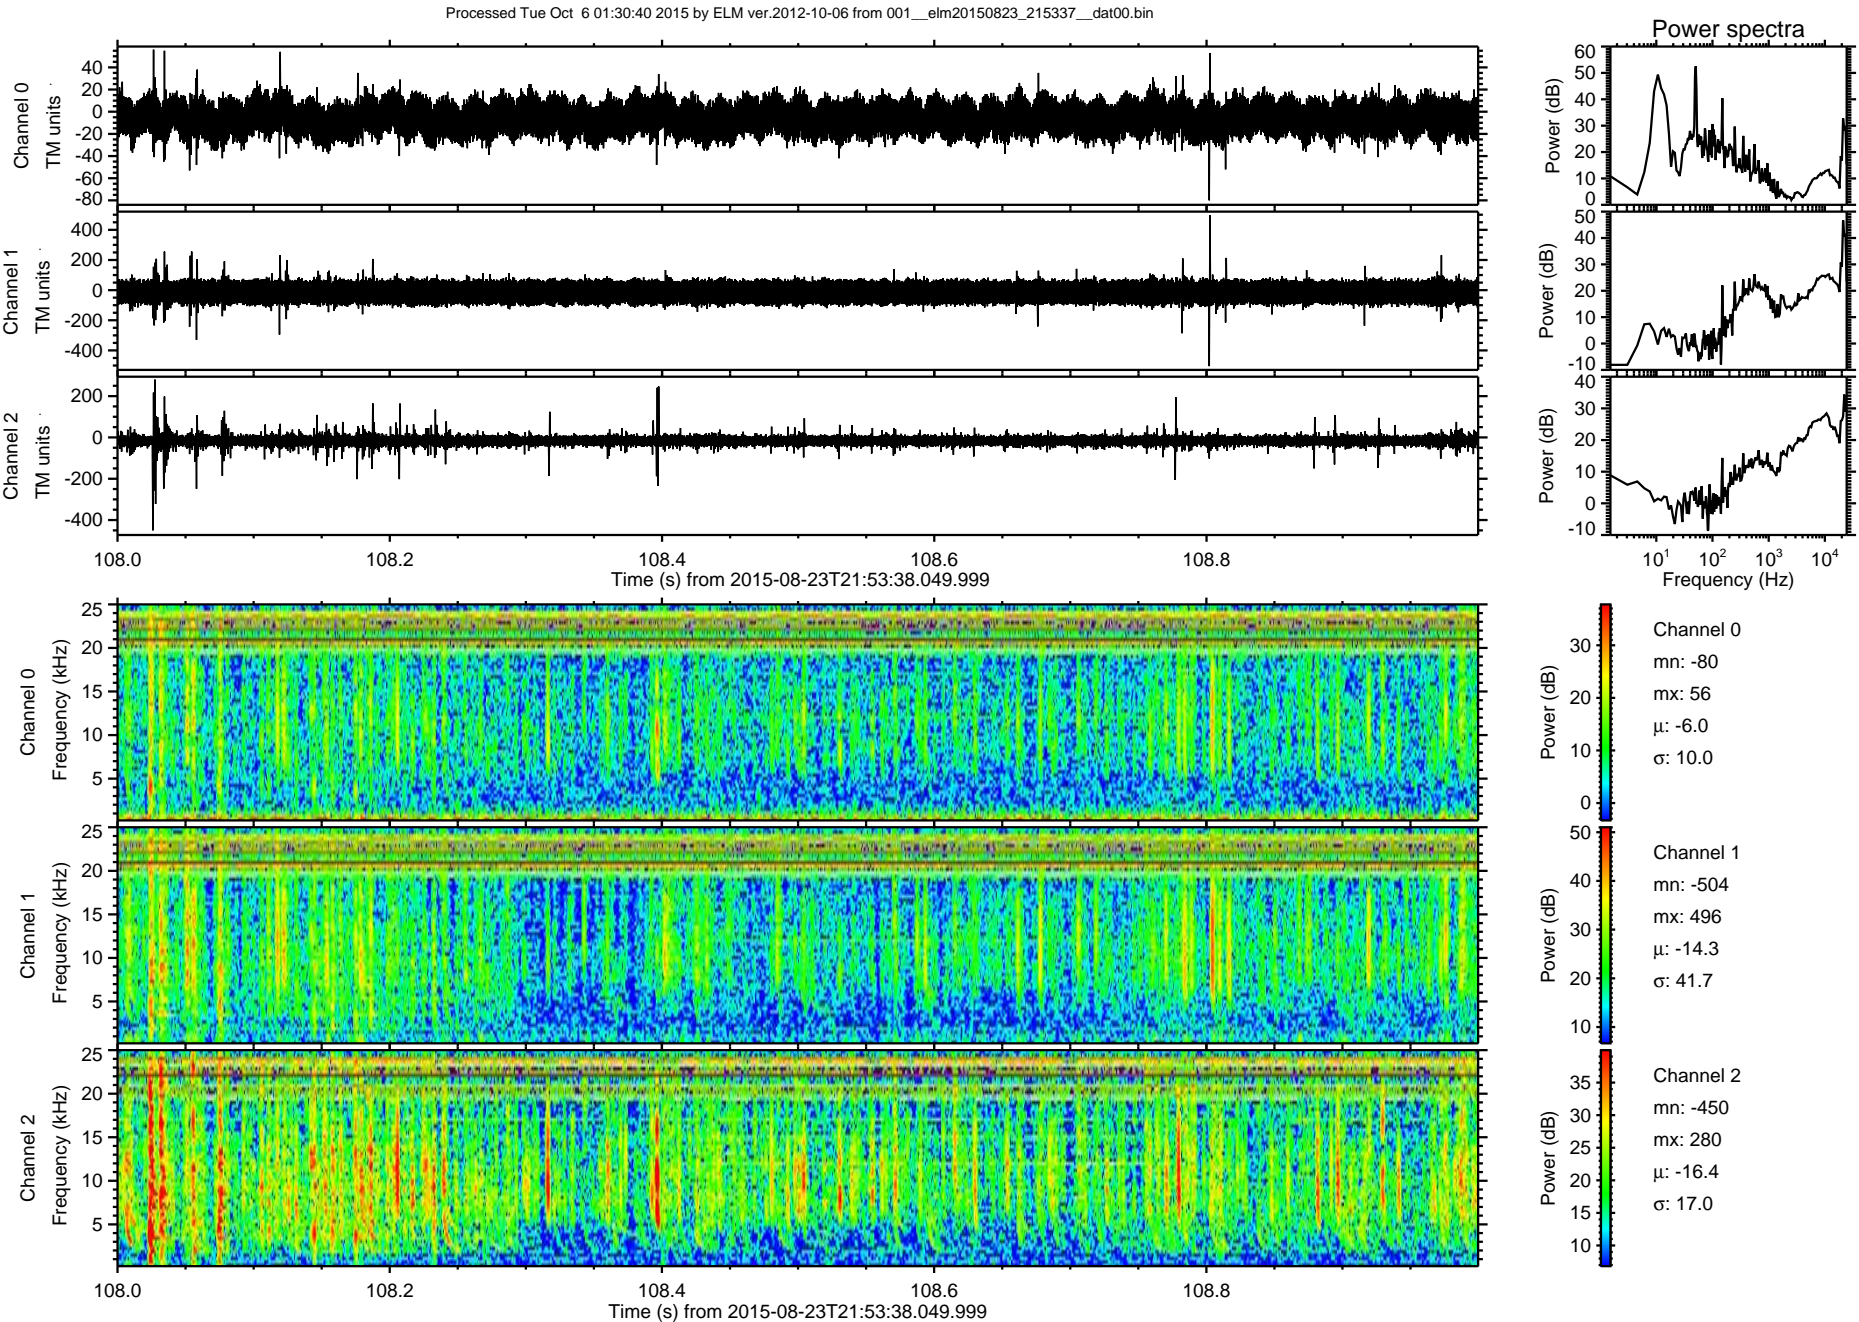 Processed Tue Oct  6 01:30:40 2015 by ELM ver.2012-10-06 from 001__elm20150823_215337__dat00.bin
Power spectra
Channel 0
TM units
40
20
0
-20
-40
-60
-80
Power (dB)
60
50
40
30
20
10
0
Channel 1
TM units
400
200
0
-200
-400
Power (dB)
50
40
30
20
10
0
-10
Channel 2
TM units
200
0
-200
-400
Power (dB)
40
30
20
10
0
-10
108.0 108.2 108.4 108.6 108.8
Time (s) from 2015-08-23T21:53:38.049.999
10¹ 10² 10³ 10⁴
Frequency (Hz)
Channel 0
Frequency (kHz)
25
20
15
10
5
Power (dB)
30
20
10
0
Channel 0
mn: -80
mx: 56
μ: -6.0
σ: 10.0
Channel 1
Frequency (kHz)
25
20
15
10
5
Power (dB)
50
40
30
20
10
Channel 1
mn: -504
mx: 496
μ: -14.3
σ: 41.7
Channel 2
Frequency (kHz)
25
20
15
10
5
Power (dB)
35
30
25
20
15
10
Channel 2
mn: -450
mx: 280
μ: -16.4
σ: 17.0
108.0 108.2 108.4 108.6 108.8
Time (s) from 2015-08-23T21:53:38.049.999